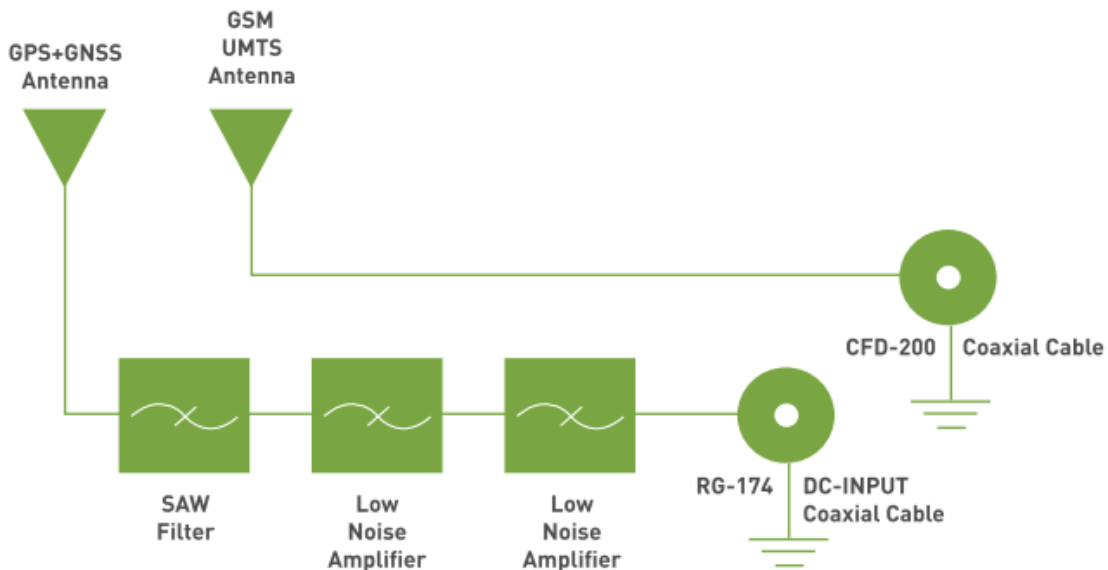 GPS+GNSS
Antenna
GSM
UMTS
Antenna
CFD-200
Coaxial Cable
RG-174
DC-INPUT
Coaxial Cable
SAW
Filter
Low
Noise
Amplifier
Low
Noise
Amplifier